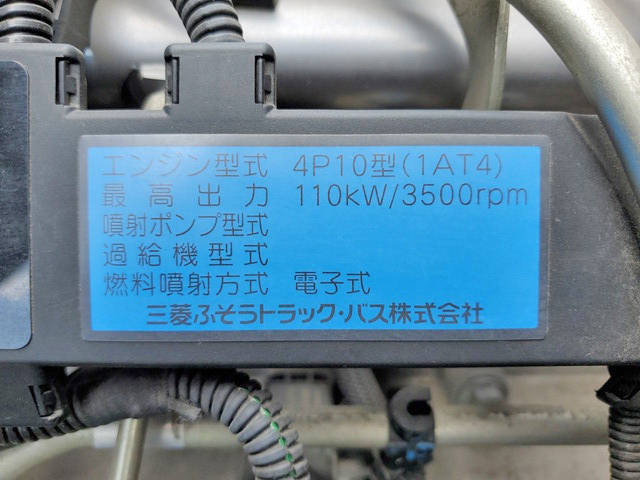 エンジン型式 4P10型(1AT4)
最高出力 110kW/3500rpm
噴射ポンプ型式
過給機型式
燃料噴射方式 電子式
三菱ふそうトラック・バス株式会社